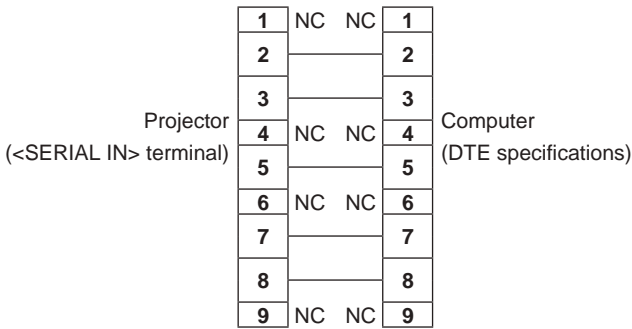 1 NC NC 1
2 2
3 3
Projector
(<SERIAL IN> terminal)
4 NC NC 4
Computer
(DTE specifications)
5 5
6 NC NC 6
7 7
8 8
9 NC NC 9